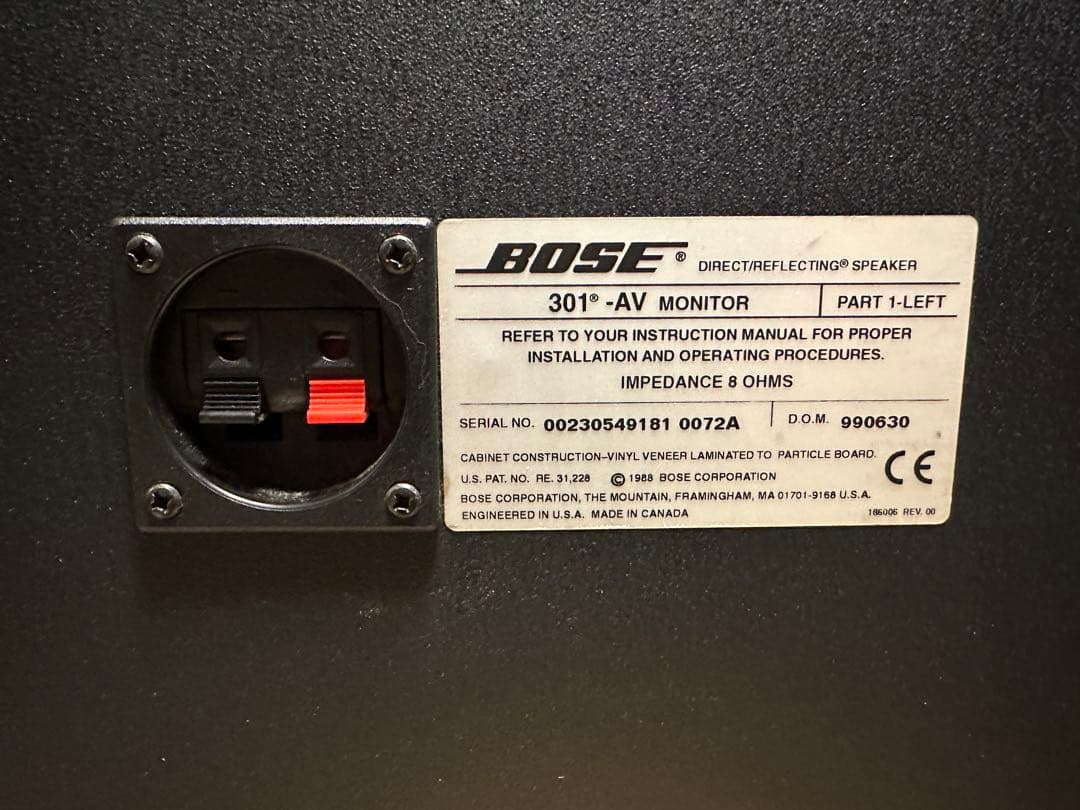 BOSE® DIRECT/REFLECTING® SPEAKER
301® -AV MONITOR PART 1-LEFT
REFER TO YOUR INSTRUCTION MANUAL FOR PROPER
INSTALLATION AND OPERATING PROCEDURES.
IMPEDANCE 8 OHMS
SERIAL NO. 00230549181 0072A D.O.M. 990630
CABINET CONSTRUCTION-VINYL VENEER LAMINATED TO PARTICLE BOARD.
U.S. PAT. NO. RE. 31,228 © 1988 BOSE CORPORATION
BOSE CORPORATION, THE MOUNTAIN, FRAMINGHAM, MA 01701-9168 U.S.A.
ENGINEERED IN U.S.A. MADE IN CANADA
CE
166006 REV. 00